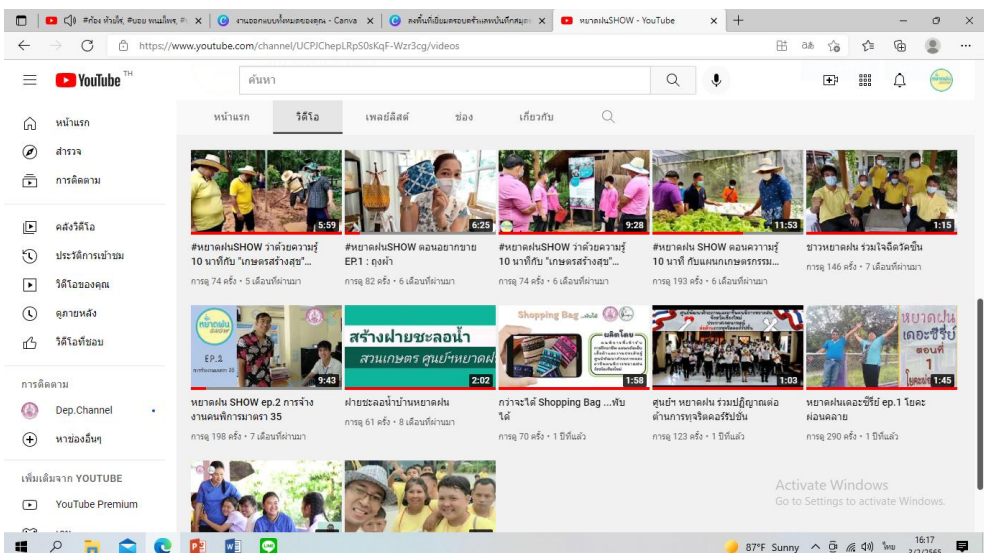 #ก้อง ห้วยไร่, #บอย พนมไพร, #
งานออกแบบทั้งหมดของคุณ - Canva
หยาดฝนSHOW - YouTube
https://www.youtube.com/channel/UCPJChepLRpS0sKqF-Wzr3cg/videos
YouTube TH
ค้นหา
หน้าแรก วิดีโอ เพลย์ลิสต์ ช่อง เกี่ยวกับ
หน้าแรก
สำรวจ
การติดตาม
คลังวิดีโอ
ประวัติการเข้าชม
วิดีโอของคุณ
ดูภายหลัง
วิดีโอที่ชอบ
การติดตาม
Dep.Channel
หาช่องอื่นๆ
เพิ่มเติมจาก YOUTUBE
YouTube Premium
5:59
#หยาดฝนSHOW ว่าด้วยความรู้
10 นาทีกับ "เกษตรสร้างสุข"...
การดู 74 ครั้ง • 5 เดือนที่ผ่านมา
6:25
#หยาดฝนSHOW ตอนอยากขาย
EP.1 : ถุงผ้า
การดู 82 ครั้ง • 6 เดือนที่ผ่านมา
9:28
#หยาดฝนSHOW ว่าด้วยความรู้
10 นาทีกับ "เกษตรสร้างสุข"...
การดู 74 ครั้ง • 6 เดือนที่ผ่านมา
11:53
#หยาดฝนSHOW ตอนความรู้
10 นาที กับแผนกเกษตรกรรม...
การดู 193 ครั้ง • 6 เดือนที่ผ่านมา
1:15
ชาวหยาดฝน ร่วมใจฉีดวัคซีน
การดู 146 ครั้ง • 7 เดือนที่ผ่านมา
หยาดฝน
SHOW
EP.2
9:43
หยาดฝน SHOW ep.2 การจ้าง
งานคนพิการมาตรา 35
การดู 198 ครั้ง • 7 เดือนที่ผ่านมา
สร้างฝายชะลอน้ำ
สวนเกษตร ศูนย์ฯหยาดฝน
2:02
ฝายชะลอน้ำบ้านหยาดฝน
การดู 61 ครั้ง • 8 เดือนที่ผ่านมา
Shopping Bag ...พับได้
ผลิตโดย
1:58
กว่าจะได้ Shopping Bag ...พับ
ได้
การดู 70 ครั้ง • 1 ปีที่แล้ว
1:03
ศูนย์ฯ หยาดฝน ร่วมปฏิญาณต่อ
ต้านการทุจริตคอร์รัปชั่น
การดู 123 ครั้ง • 1 ปีที่แล้ว
หยาดฝน
เดอะซีรี่ย์
ตอนที่
1
1:45
หยาดฝนเดอะซีรีย์ ep.1 โยคะ
ผ่อนคลาย
การดู 290 ครั้ง • 1 ปีที่แล้ว
Activate Windows
Go to Settings to activate Windows.
87°F Sunny
ไทย
16:17
2/2/2565